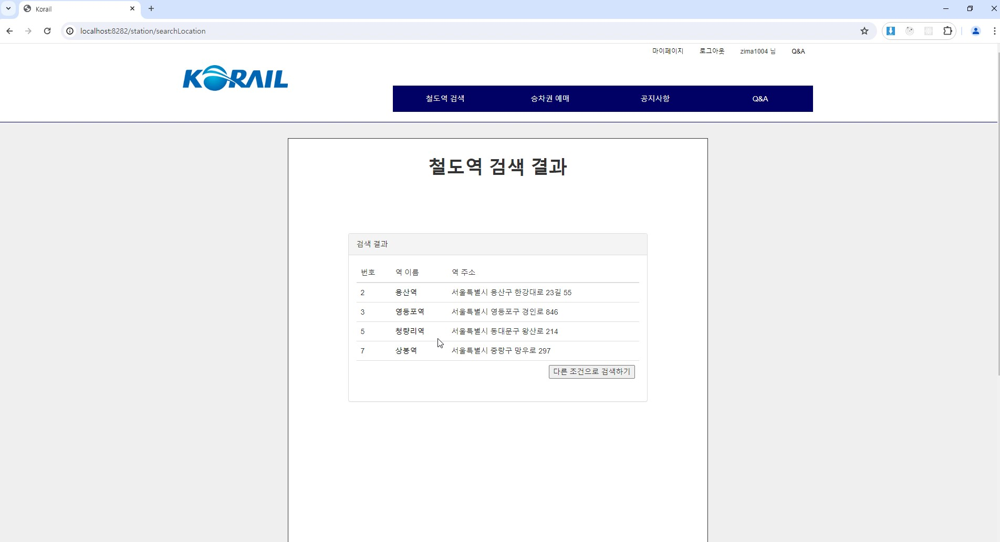 Korail
localhost:8282/station/searchLocation
마이페이지 로그아웃 zima1004 님 Q&A
KORAIL
철도역 검색 승차권 예매 공지사항 Q&A
철도역 검색 결과
검색 결과
번호 역 이름 역 주소
2 용산역 서울특별시 용산구 한강대로 23길 55
3 영등포역 서울특별시 영등포구 경인로 846
5 청량리역 서울특별시 동대문구 왕산로 214
7 상봉역 서울특별시 중랑구 망우로 297
다른 조건으로 검색하기